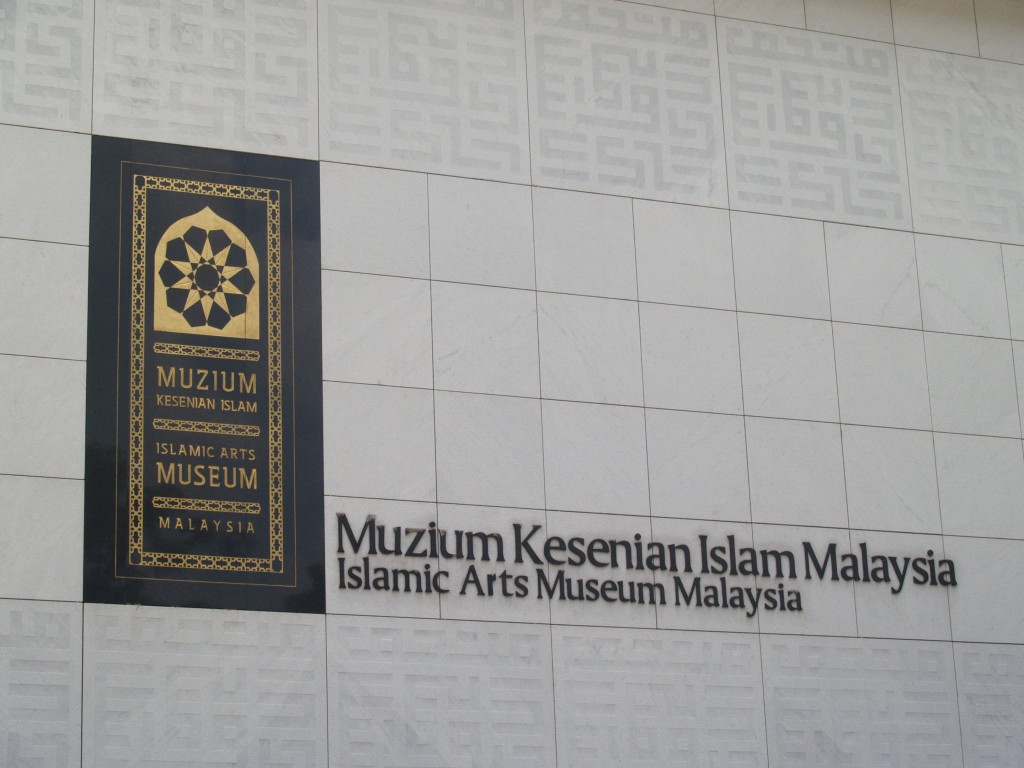 MUZIUM
KESENIAN ISLAM
ISLAMIC ARTS
MUSEUM
MALAYSIA
Muzium Kesenian Islam Malaysia
Islamic Arts Museum Malaysia